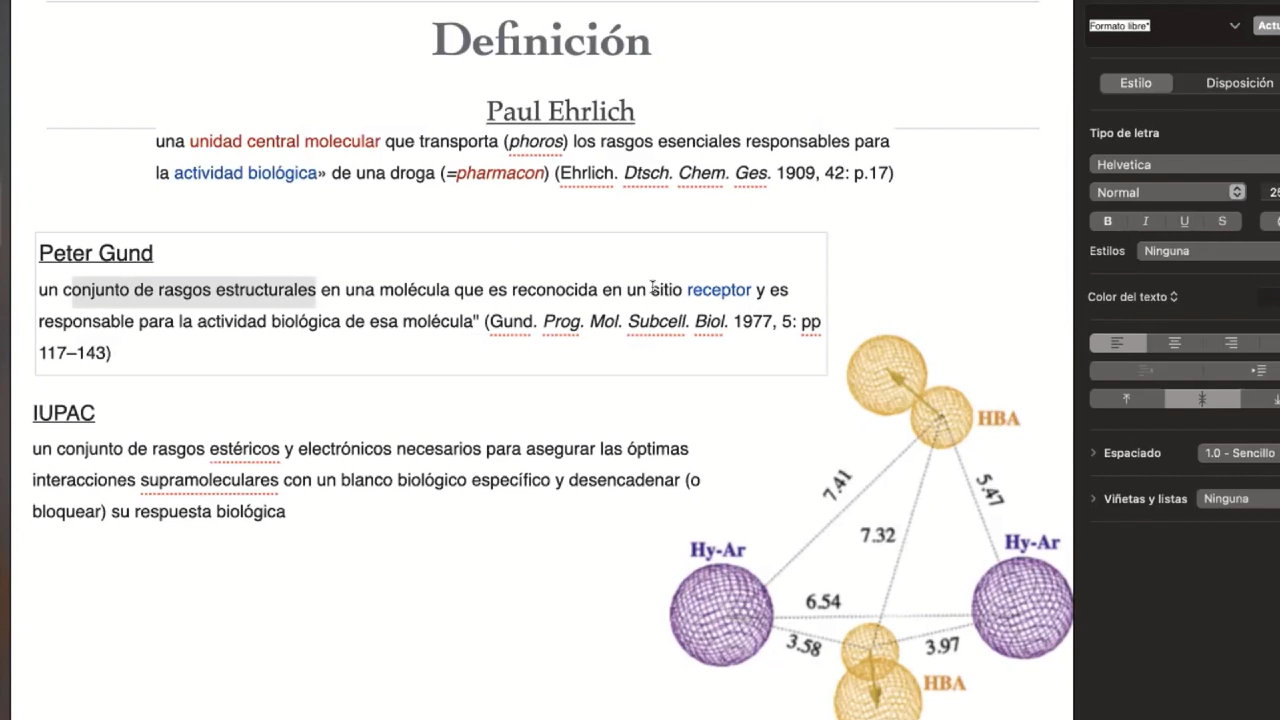 Definición
Paul Ehrlich
una unidad central molecular que transporta (phoros) los rasgos esenciales responsables para
la actividad biológica» de una droga (=pharmacon) (Ehrlich. Dtsch. Chem. Ges. 1909, 42: p.17)
Peter Gund
un conjunto de rasgos estructurales en una molécula que es reconocida en un sitio receptor y es
responsable para la actividad biológica de esa molécula" (Gund. Prog. Mol. Subcell. Biol. 1977, 5: pp
117–143)
IUPAC
un conjunto de rasgos estéricos y electrónicos necesarios para asegurar las óptimas
interacciones supramoleculares con un blanco biológico específico y desencadenar (o
bloquear) su respuesta biológica
HBA
7.41
5.47
7.32
Hy-Ar
Hy-Ar
6.54
3.58
3.97
HBA
Formato libre*
Actu
Estilo
Disposición
Tipo de letra
Helvetica
Normal
25
B I U S
Estilos
Ninguna
Color del texto
Espaciado
1.0 - Sencillo
Viñetas y listas
Ninguna